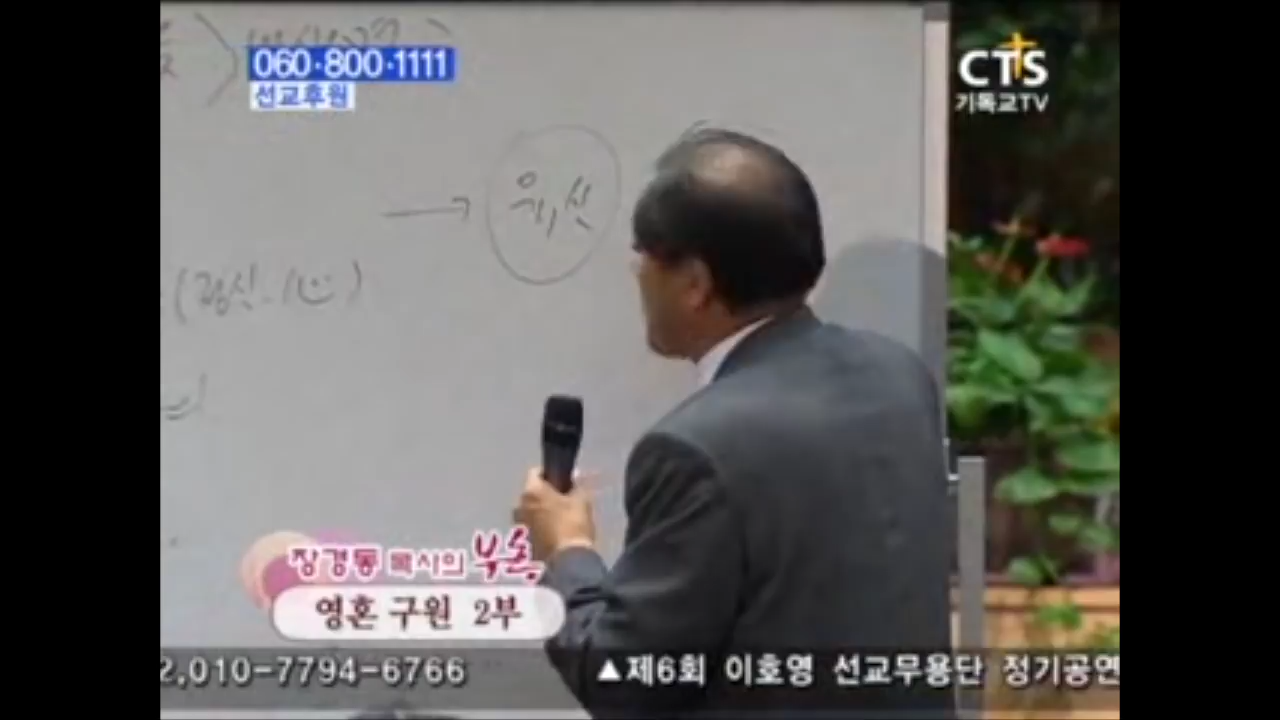 060·800·1111
선교후원
CTS
기독교TV
→
(정신-心)
장경동 목사의 부흥
영혼 구원 2부
2,010-7794-6766 ▲제6회 이호영 선교무용단 정기공연